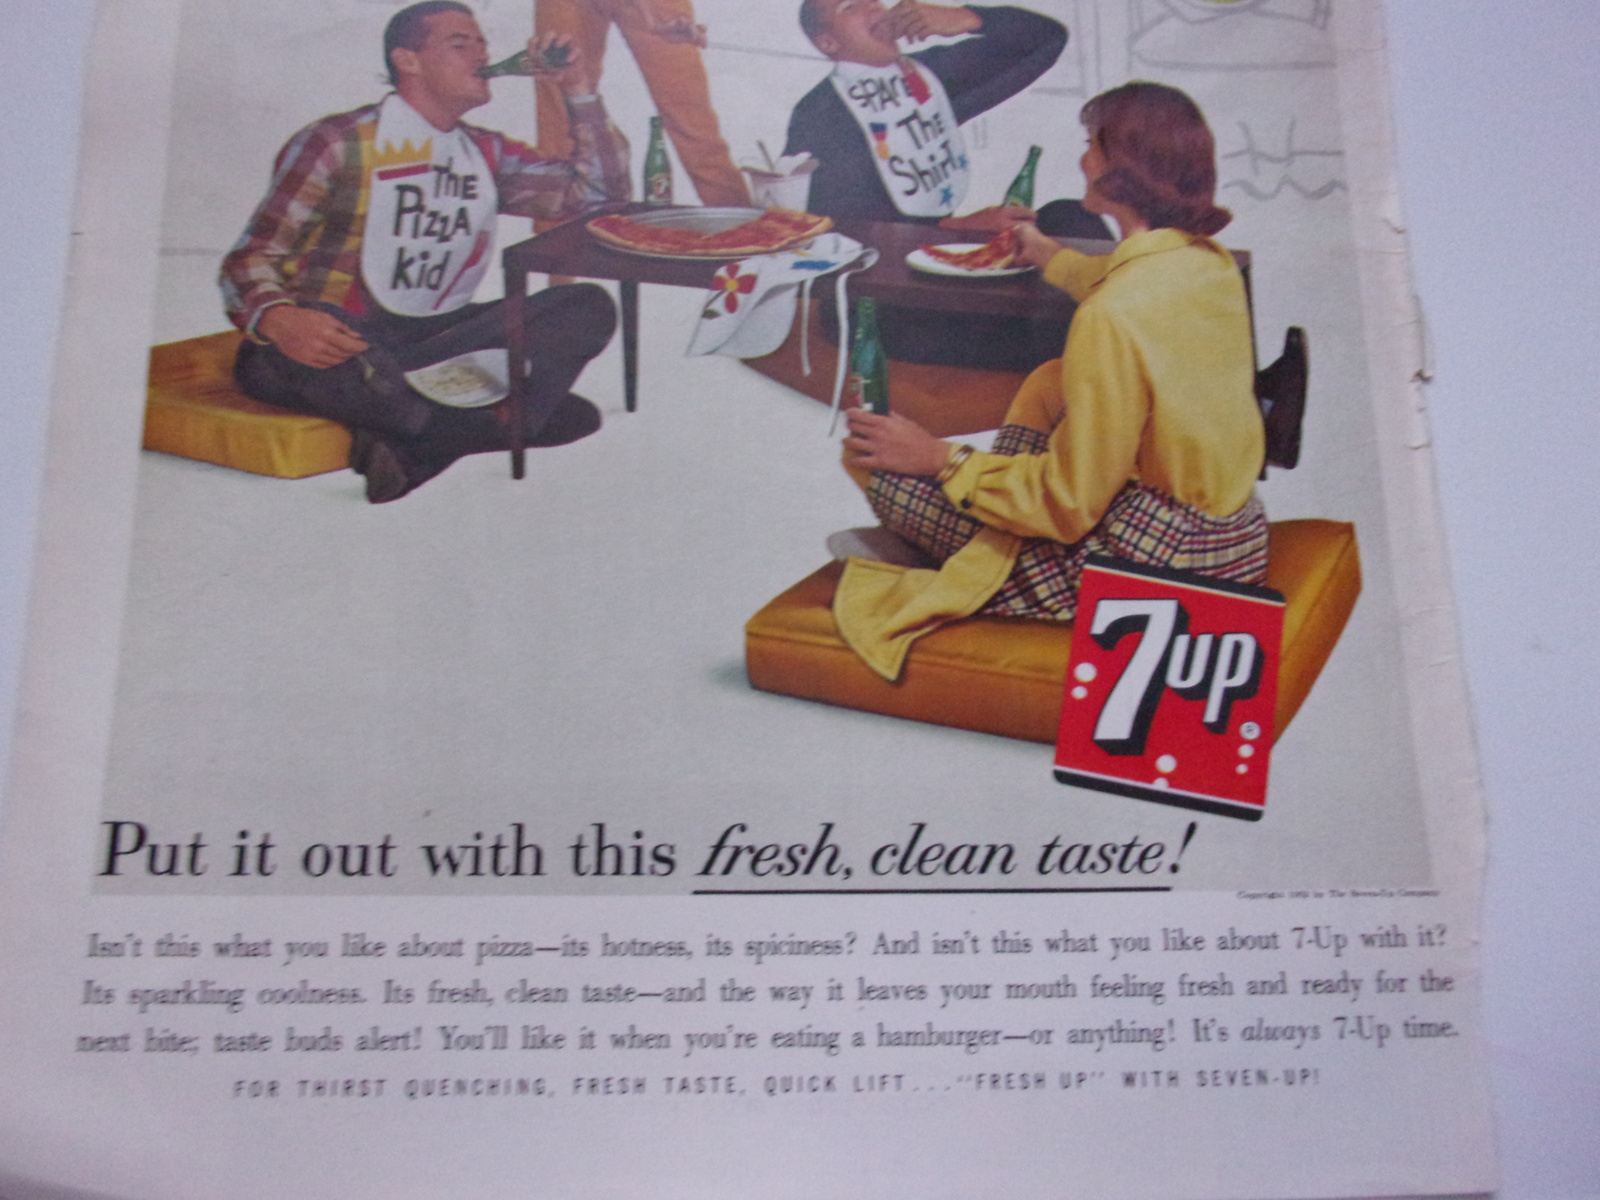 The
Pizza
Kid
Spare
The
Shirt
7up
Put it out with this fresh, clean taste!
Isn't this what you like about pizza—its hotness, its spiciness? And isn't this what you like about 7-Up with it?
Its sparkling coolness. Its fresh, clean taste—and the way it leaves your mouth feeling fresh and ready for the
next bite; taste buds alert! You'll like it when you're eating a hamburger—or anything! It's always 7-Up time.
FOR THIRST QUENCHING, FRESH TASTE, QUICK LIFT..."FRESH UP" WITH SEVEN-UP!